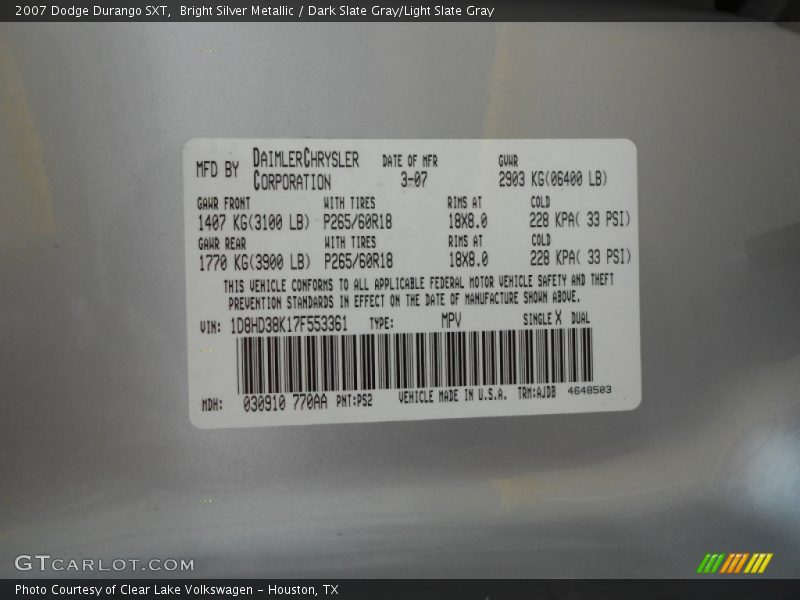 2007 Dodge Durango SXT,  Bright Silver Metallic / Dark Slate Gray/Light Slate Gray
MFD BY DAIMLERCHRYSLER CORPORATION DATE OF MFR 3-07 GVWR 2903 KG(06400 LB)
GAWR FRONT WITH TIRES RIMS AT COLD
1407 KG(3100 LB) P265/60R18 18X8.0 228 KPA( 33 PSI)
GAWR REAR WITH TIRES RIMS AT COLD
1770 KG(3900 LB) P265/60R18 18X8.0 228 KPA( 33 PSI)
THIS VEHICLE CONFORMS TO ALL APPLICABLE FEDERAL MOTOR VEHICLE SAFETY AND THEFT
PREVENTION STANDARDS IN EFFECT ON THE DATE OF MANUFACTURE SHOWN ABOVE.
VIN: 1D8HD38K17F553361 TYPE: MPV SINGLE X DUAL
MDH: 030910 770AA PNT:PS2 VEHICLE MADE IN U.S.A. TRM:AJDB 4648503
GTCARLOT.COM
Photo Courtesy of Clear Lake Volkswagen – Houston, TX